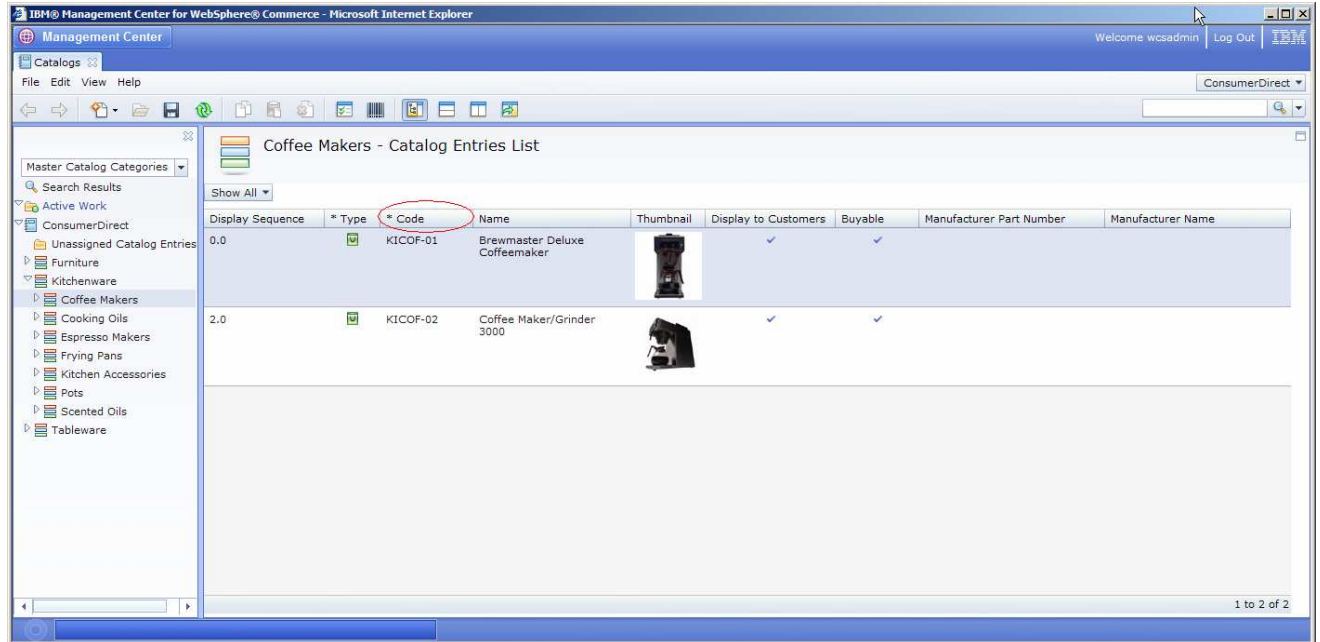 IBM® Management Center for WebSphere® Commerce - Microsoft Internet Explorer
Management Center
Welcome wcsadmin | Log Out | IBM
Catalogs
File Edit View Help
ConsumerDirect
Coffee Makers - Catalog Entries List
Master Catalog Categories
Search Results
Active Work
ConsumerDirect
Unassigned Catalog Entries
Furniture
Kitchenware
Coffee Makers
Cooking Oils
Espresso Makers
Frying Pans
Kitchen Accessories
Pots
Scented Oils
Tableware
Show All
Display Sequence * Type * Code Name Thumbnail Display to Customers Buyable Manufacturer Part Number Manufacturer Name
0.0 KICOF-01 Brewmaster Deluxe
Coffeemaker
2.0 KICOF-02 Coffee Maker/Grinder
3000
1 to 2 of 2